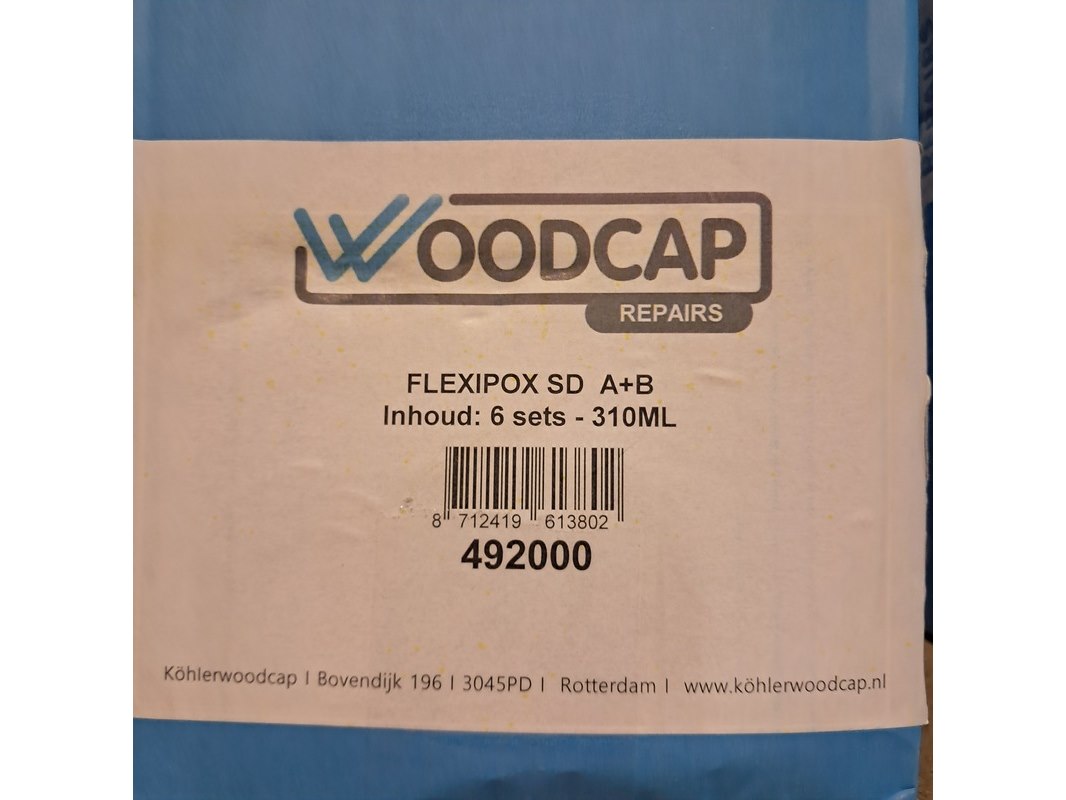 WOODCAP
REPAIRS
FLEXIPOX SD A+B
Inhoud: 6 sets - 310ML
8 712419 613802
492000
Köhlerwoodcap I Bovendijk 196 I 3045PD I Rotterdam I www.köhlerwoodcap.nl